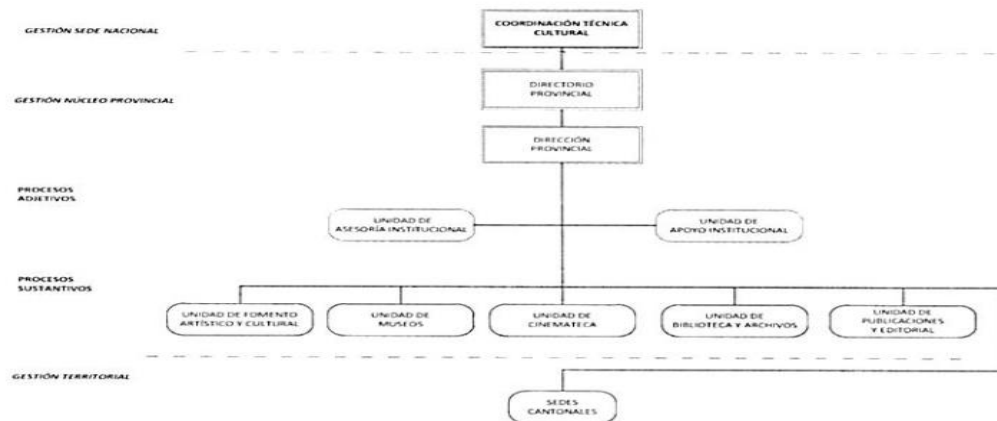 COORDINACIÓN TÉCNICA
CULTURAL
GESTIÓN SEDE NACIONAL
DIRECTORIO
PROVINCIAL
GESTIÓN NÚCLEO PROVINCIAL
DIRECCIÓN
PROVINCIAL
PROCESOS
ADJETIVOS
UNIDAD DE
ASESORÍA INSTITUCIONAL
UNIDAD DE
APOYO INSTITUCIONAL
PROCESOS
SUSTANTIVOS
UNIDAD DE FOMENTO
ARTÍSTICO Y CULTURAL
UNIDAD DE
MUSEOS
UNIDAD DE
CINEMATECA
UNIDAD DE
BIBLIOTECA Y ARCHIVOS
UNIDAD DE
PUBLICACIONES
Y EDITORIAL
GESTIÓN TERRITORIAL
SEDES
CANTONALES